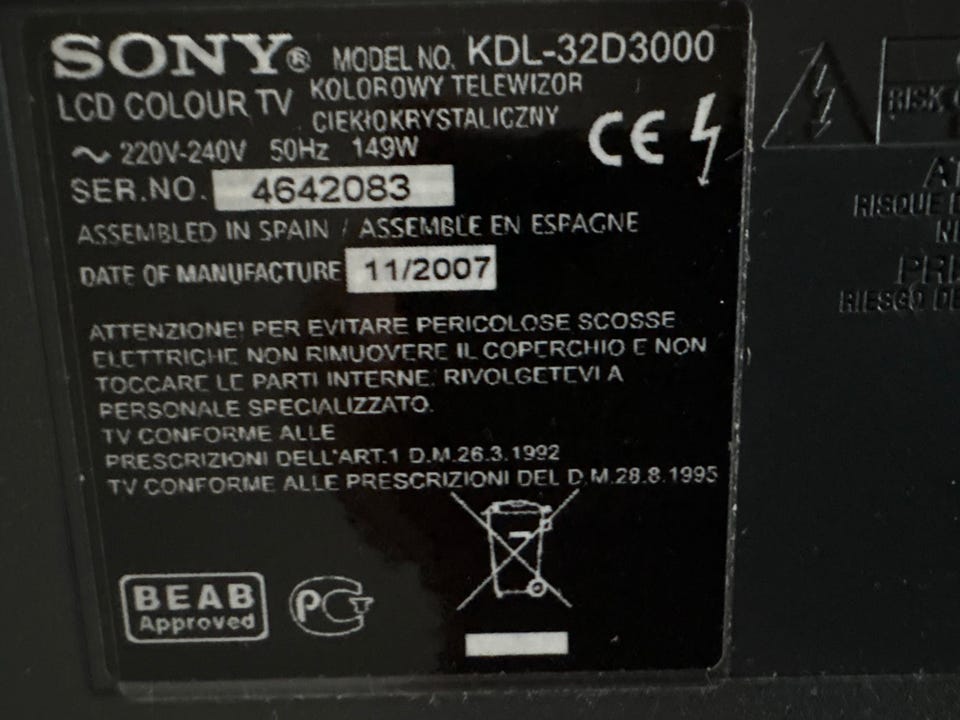 SONY® MODEL NO. KDL-32D3000
LCD COLOUR TV KOLOROWY TELEWIZOR
CIEKŁOKRYSTALICZNY
220V-240V 50Hz 149W
CE
SER.NO. 4642083
ASSEMBLED IN SPAIN / ASSEMBLE EN ESPAGNE
DATE OF MANUFACTURE 11/2007
ATTENZIONE! PER EVITARE PERICOLOSE SCOSSE
ELETTRICHE NON RIMUOVERE IL COPERCHIO E NON
TOCCARE LE PARTI INTERNE. RIVOLGETEVI A
PERSONALE SPECIALIZZATO.
TV CONFORME ALLE
PRESCRIZIONI DELL'ART.1 D.M.26.3.1992
TV CONFORME ALLE PRESCRIZIONI DEL D.M.28.8.1995
BEAB
Approved
RISK
RISQUE
RIESGO DE